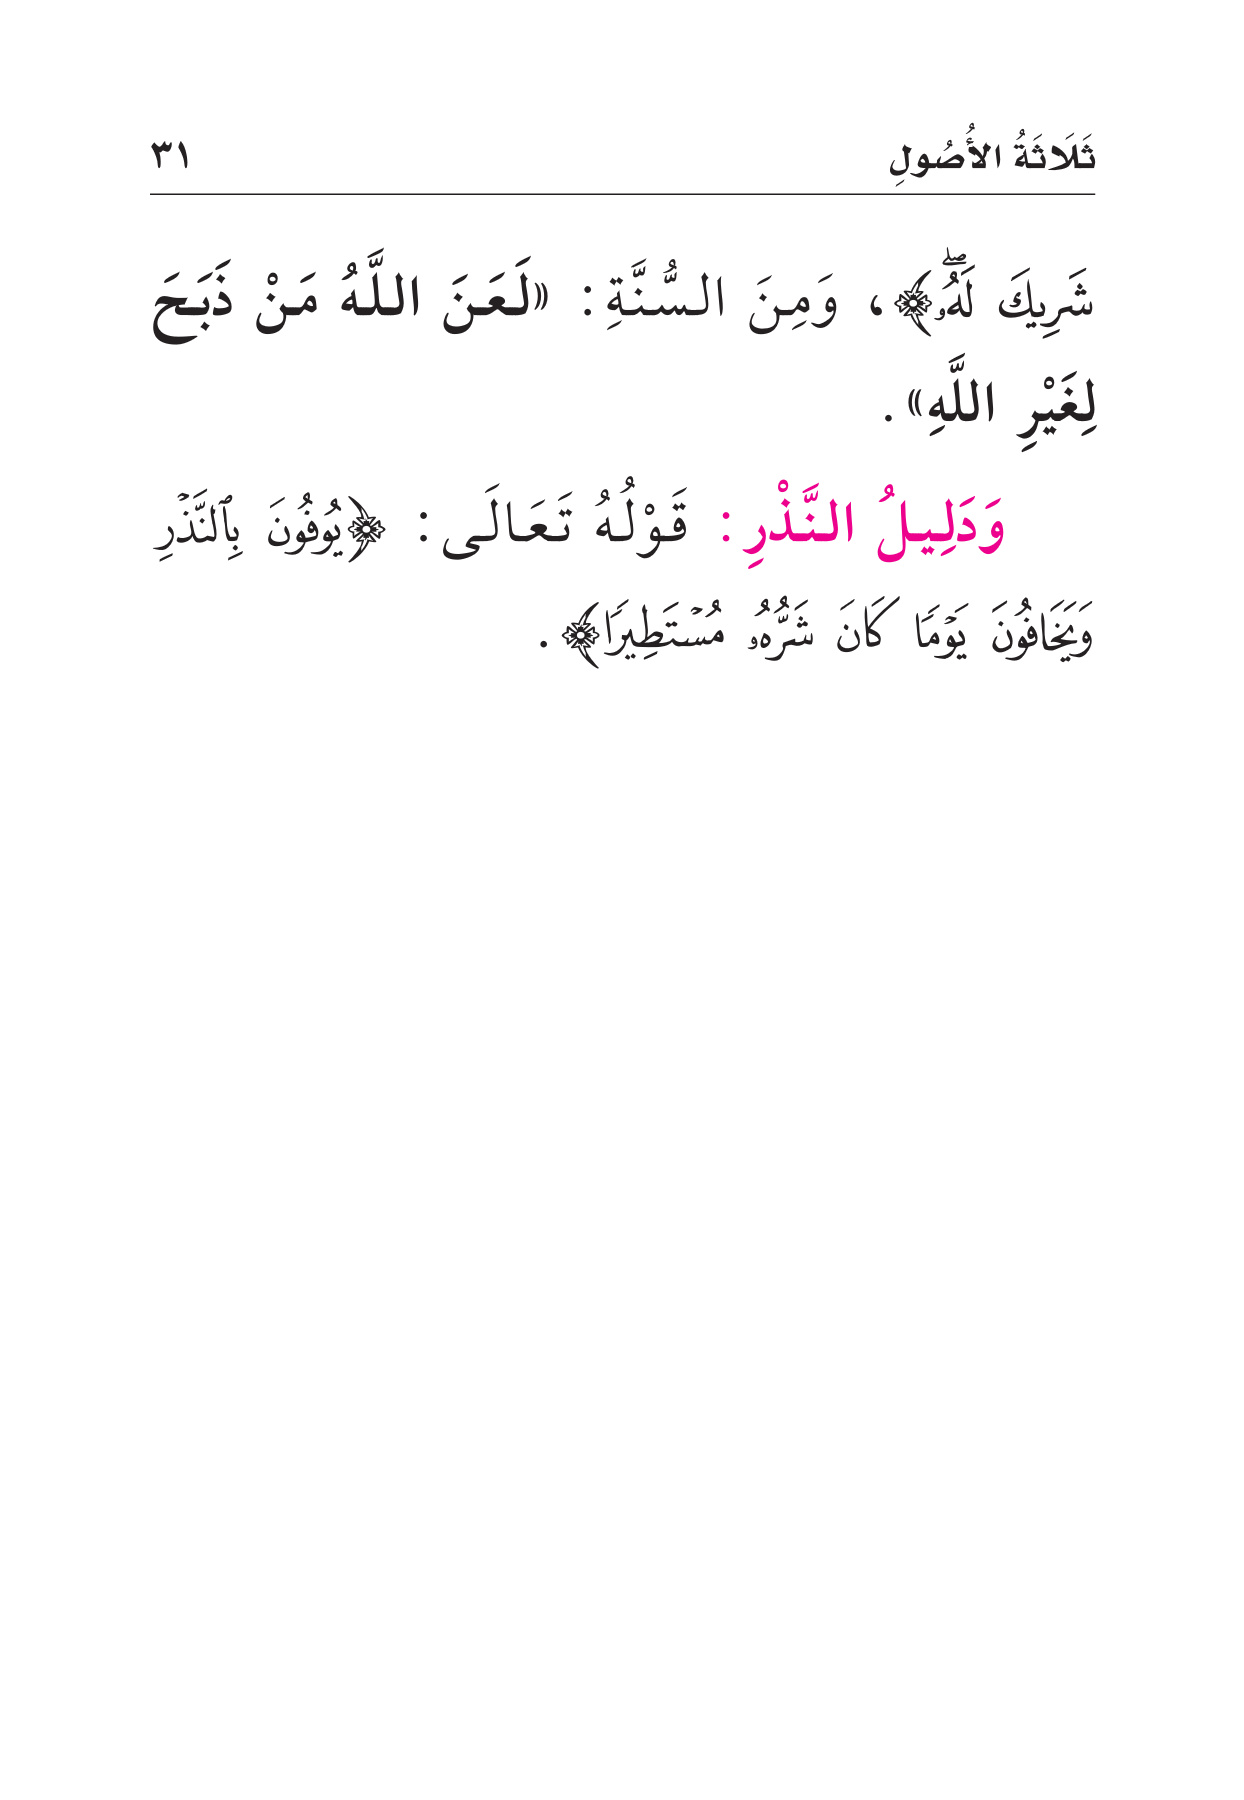 ثَلَاثَةُ الأُصُولِ ٣١
شَرِيكَ لَهُۥۖ﴾، وَمِنَ السُّنَّةِ: «لَعَنَ اللَّهُ مَنْ ذَبَحَ
لِغَيْرِ اللَّهِ».
وَدَلِيلُ النَّذْرِ: قَوْلُهُ تَعَالَى: ﴿يُوفُونَ بِٱلنَّذۡرِ
وَيَخَافُونَ يَوۡمٗا كَانَ شَرُّهُۥ مُسۡتَطِيرٗا﴾.